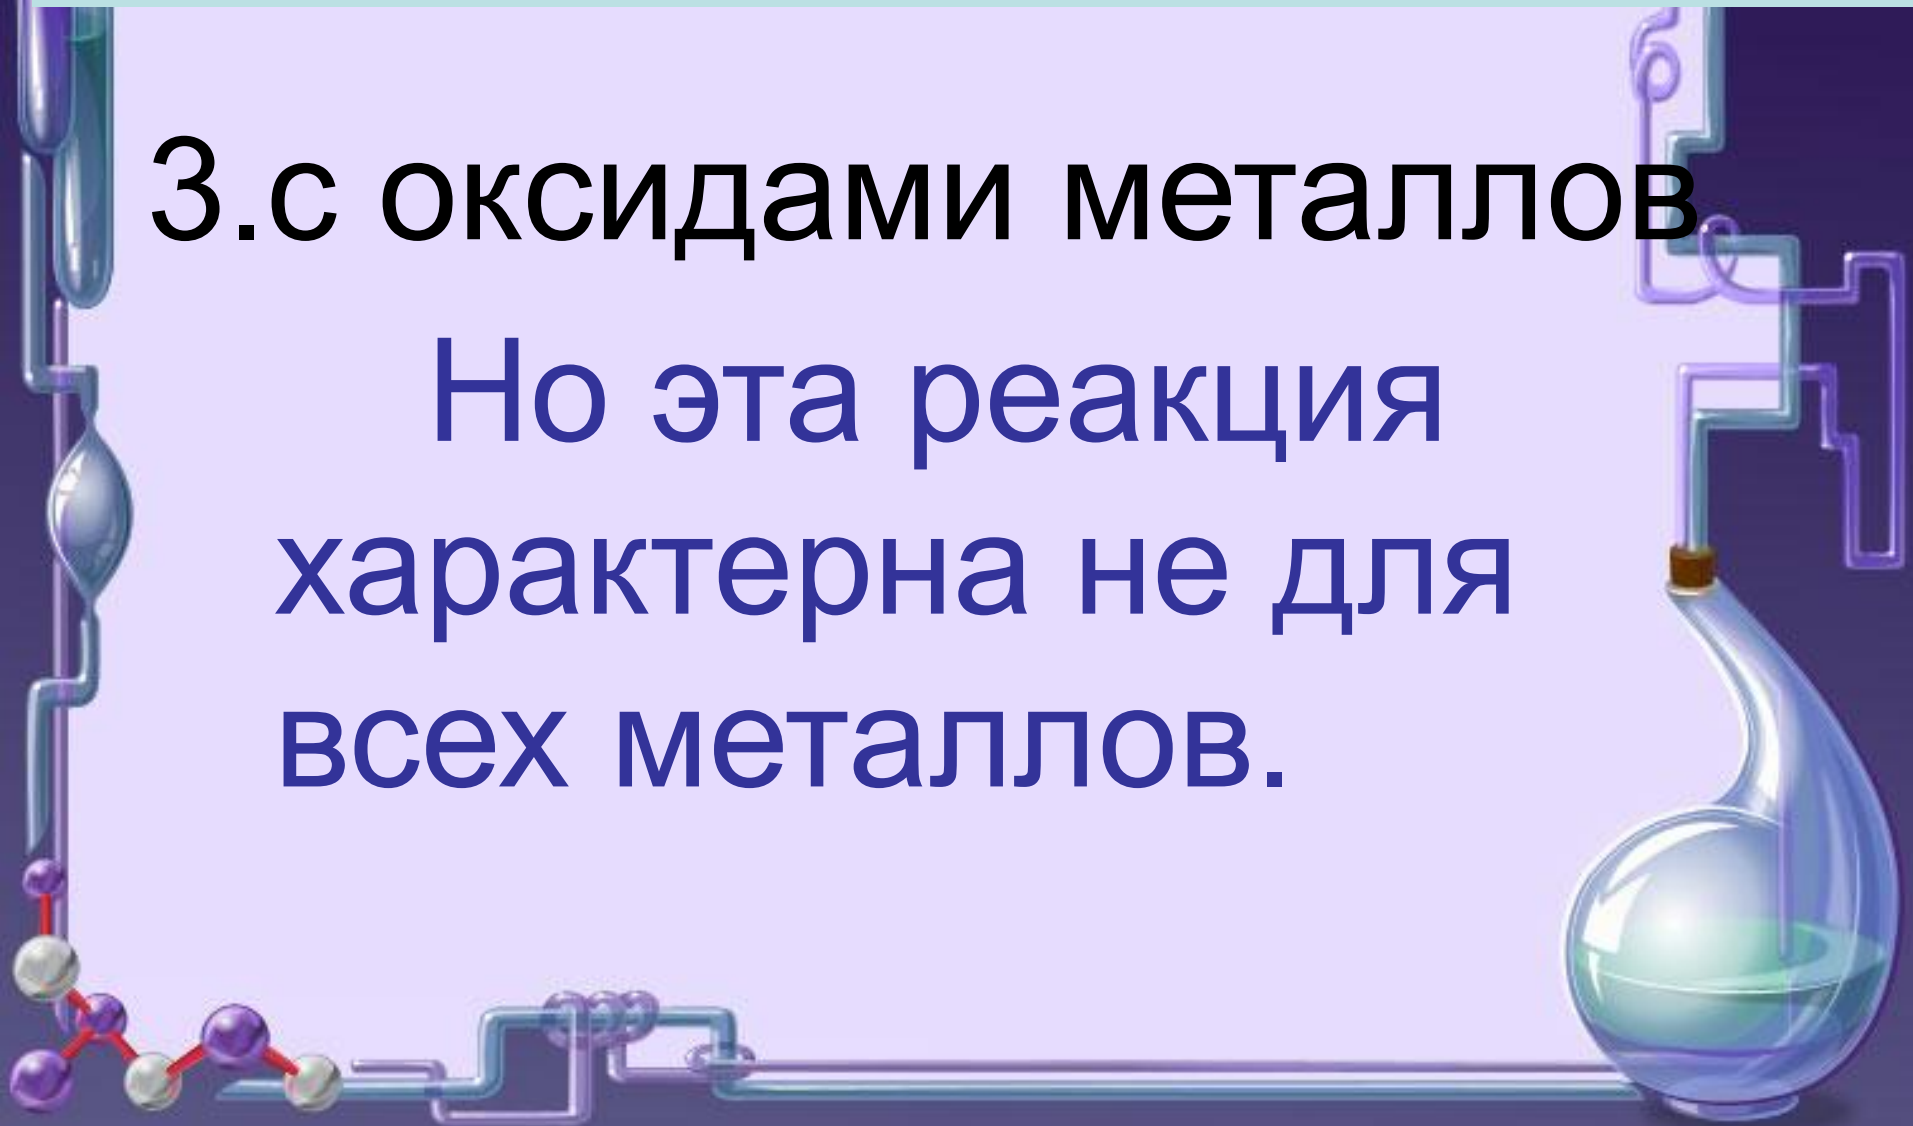 3.с оксидами металлов.
Но эта реакция
характерна не для
всех металлов.